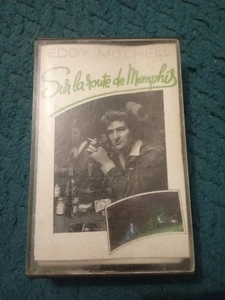 EDDY MITCHELL
Sur la route de Memphis